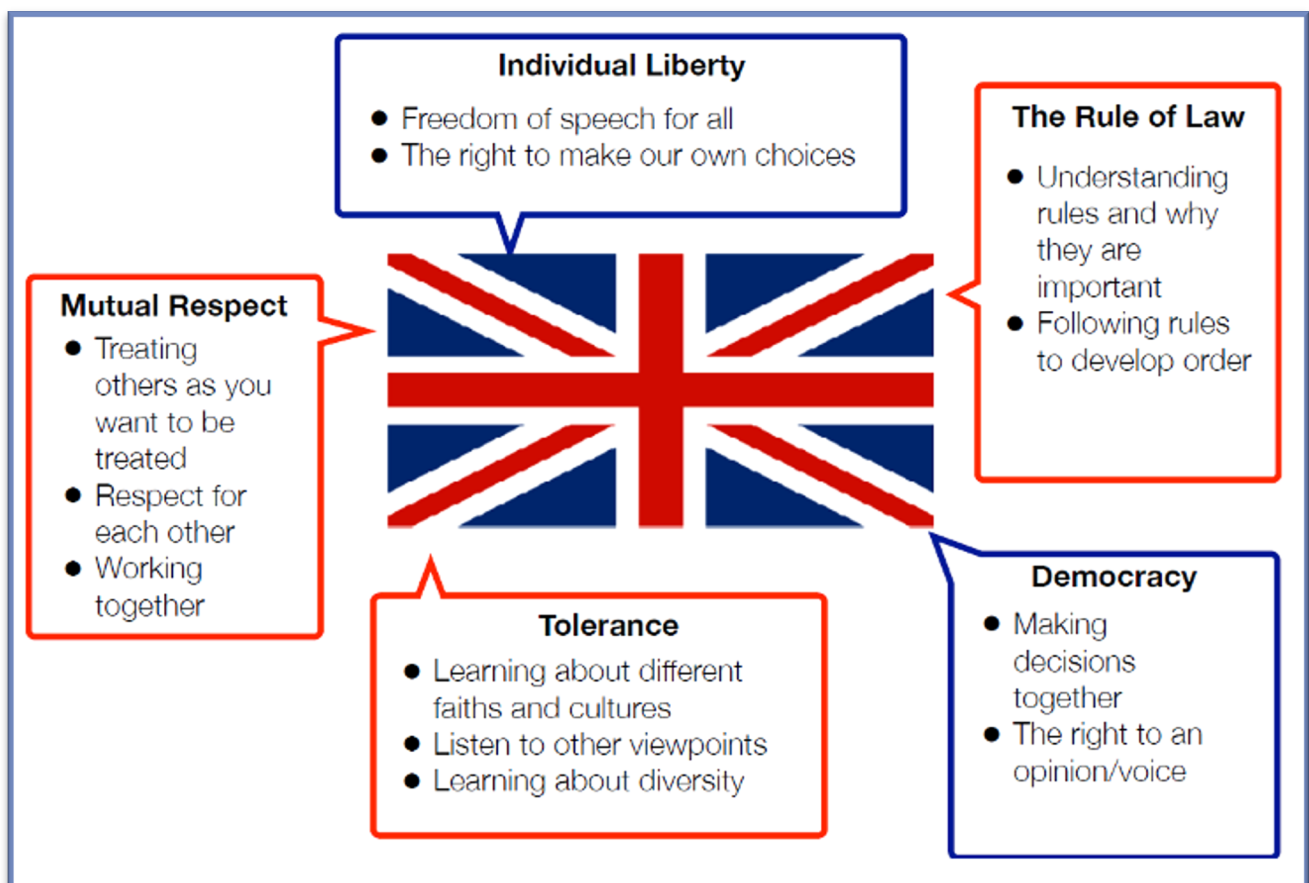 Individual Liberty
● Freedom of speech for all
● The right to make our own choices
The Rule of Law
● Understanding
rules and why
they are
important
● Following rules
to develop order
Mutual Respect
● Treating
others as you
want to be
treated
● Respect for
each other
● Working
together
Tolerance
● Learning about different
faiths and cultures
● Listen to other viewpoints
● Learning about diversity
Democracy
● Making
decisions
together
● The right to an
opinion/voice